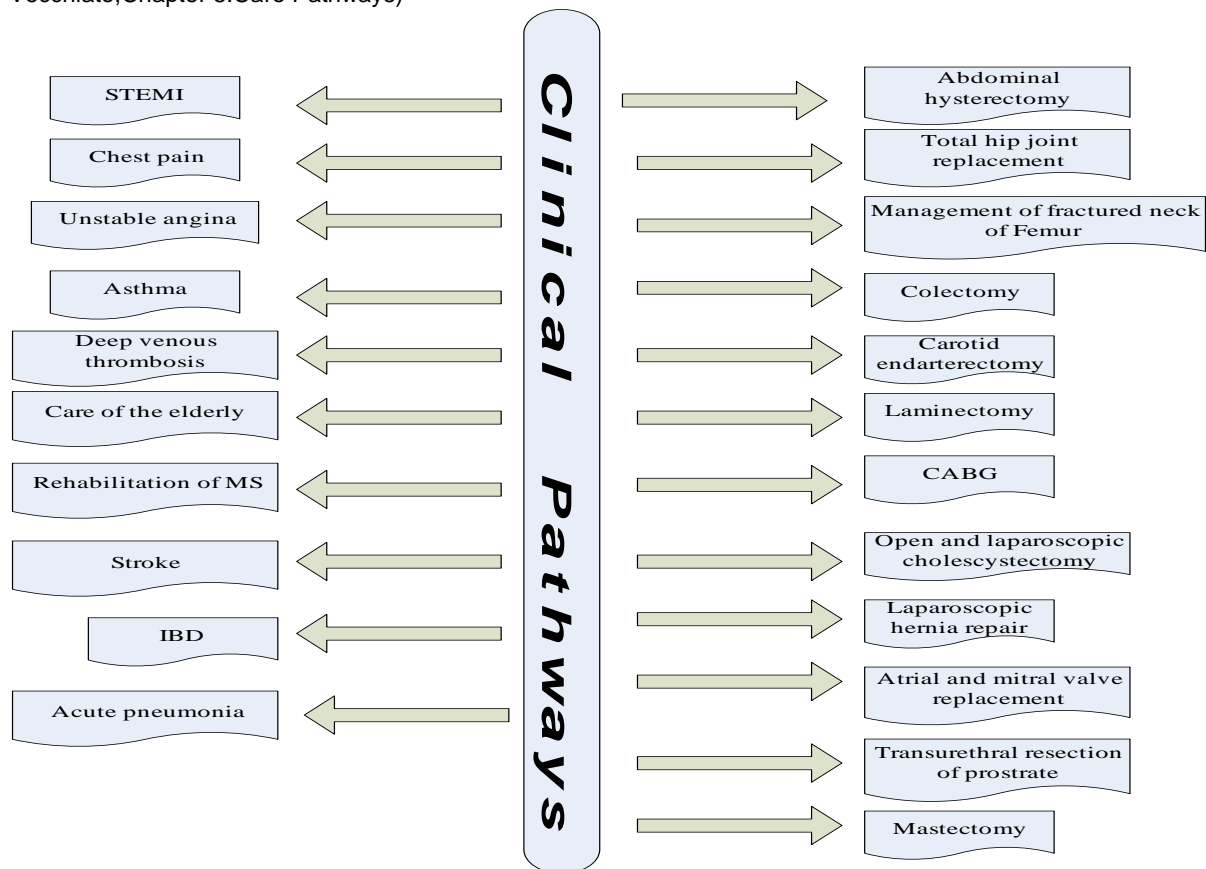 STEMI
Chest pain
Unstable angina
Asthma
Deep venous
thrombosis
Care of the elderly
Rehabilitation of MS
Stroke
IBD
Acute pneumonia
Clinical Pathways
Abdominal
hysterectomy
Total hip joint
replacement
Management of fractured neck
of Femur
Colectomy
Carotid
endarterectomy
Laminectomy
CABG
Open and laparoscopic
cholescystectomy
Laparoscopic
hernia repair
Atrial and mitral valve
replacement
Transurethral resection
of prostrate
Mastectomy